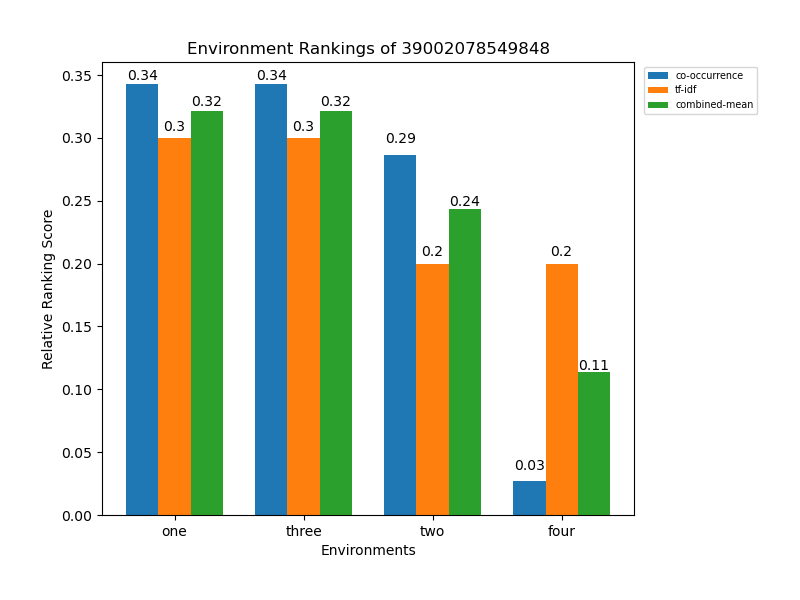 Environment Rankings of 39002078549848
co-occurrence
tf-idf
combined-mean
0.34
0.3
0.32
0.34
0.3
0.32
0.29
0.2
0.24
0.03
0.2
0.11
0.35
0.30
0.25
0.20
0.15
0.10
0.05
0.00
Relative Ranking Score
one three two four
Environments